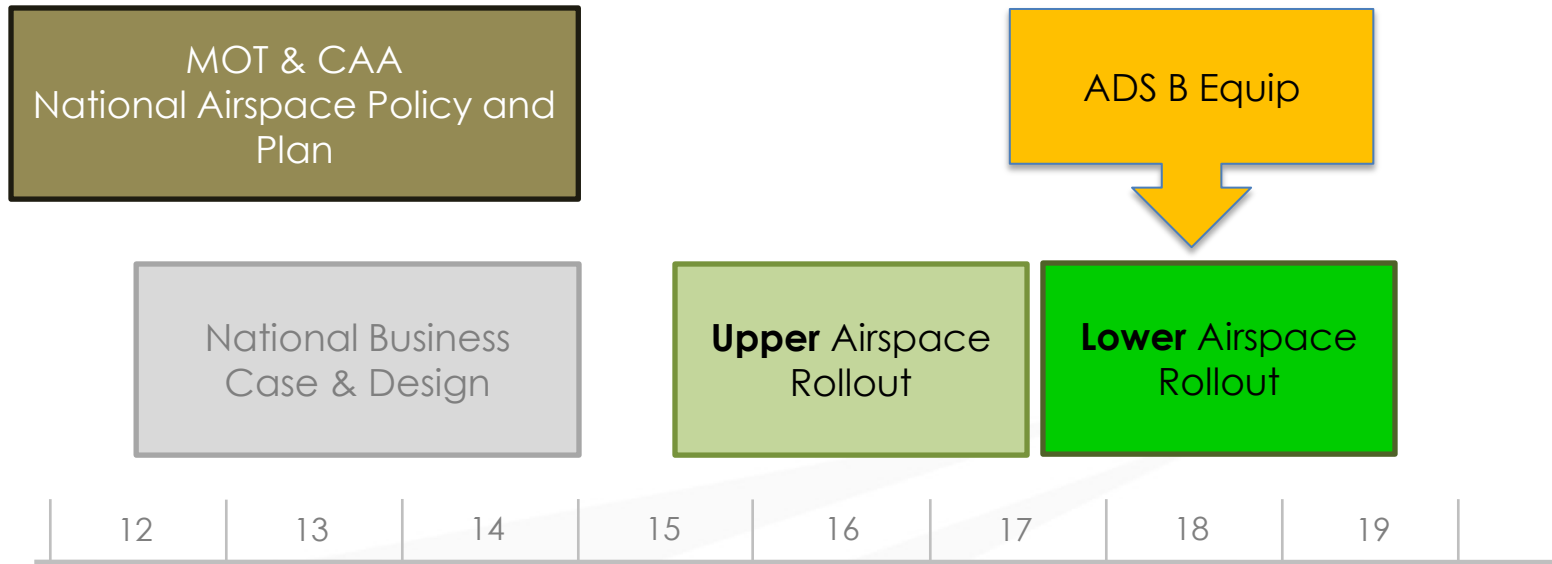 MOT & CAA
National Airspace Policy and
Plan
ADS B Equip
National Business
Case & Design
Upper Airspace
Rollout
Lower Airspace
Rollout
12 13 14 15 16 17 18 19